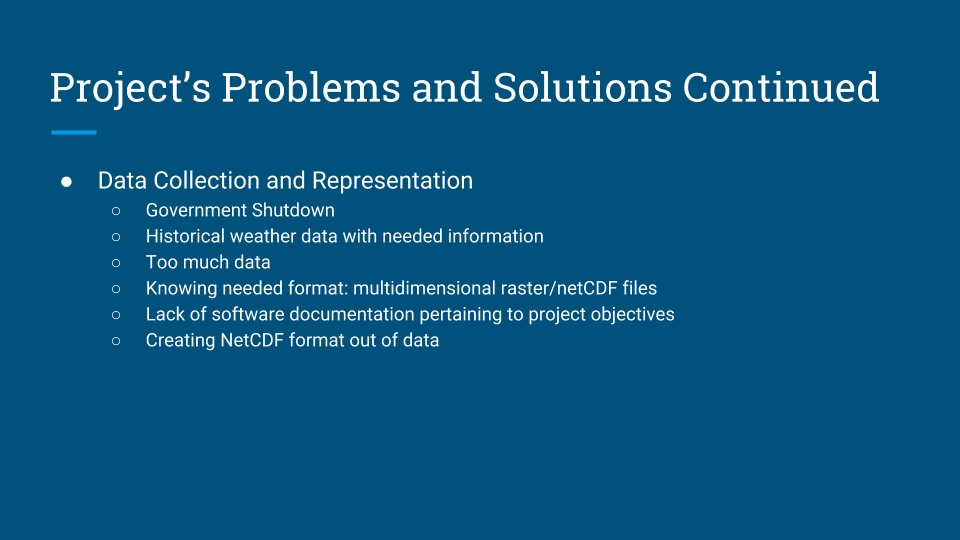 Project’s Problems and Solutions Continued
● Data Collection and Representation
○ Government Shutdown
○ Historical weather data with needed information
○ Too much data
○ Knowing needed format: multidimensional raster/netCDF files
○ Lack of software documentation pertaining to project objectives
○ Creating NetCDF format out of data